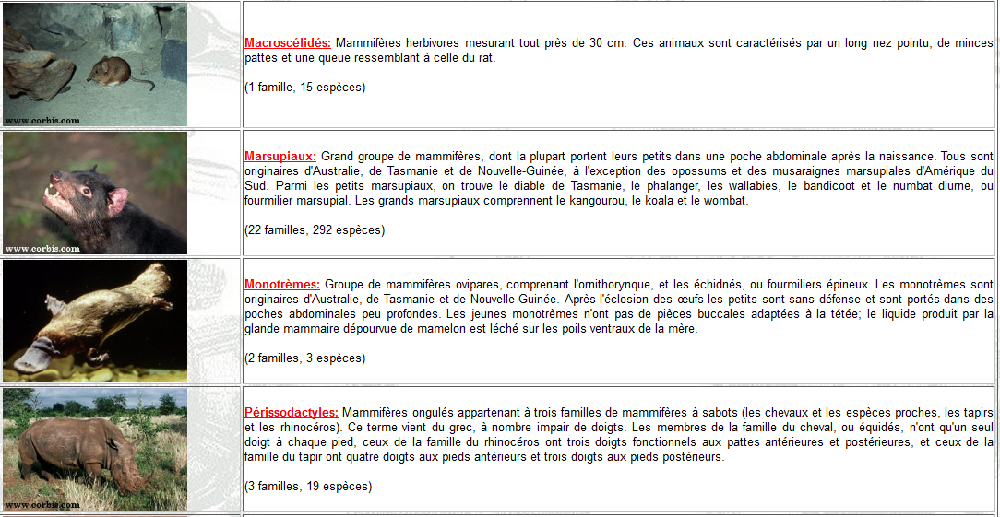 www.corbis.com
Macroscélidés: Mammifères herbivores mesurant tout près de 30 cm. Ces animaux sont caractérisés par un long nez pointu, de minces
pattes et une queue ressemblant à celle du rat.
(1 famille, 15 espèces)
www.corbis.com
Marsupiaux: Grand groupe de mammifères, dont la plupart portent leurs petits dans une poche abdominale après la naissance. Tous sont
originaires d'Australie, de Tasmanie et de Nouvelle-Guinée, à l'exception des opossums et des musaraignes marsupiales d'Amérique du
Sud. Parmi les petits marsupiaux, on trouve le diable de Tasmanie, le phalanger, les wallabies, le bandicoot et le numbat diurne, ou
fourmilier marsupial. Les grands marsupiaux comprennent le kangourou, le koala et le wombat.
(22 familles, 292 espèces)
Monotrèmes: Groupe de mammifères ovipares, comprenant l'ornithorynque, et les échidnés, ou fourmiliers épineux. Les monotrèmes sont
originaires d'Australie, de Tasmanie et de Nouvelle-Guinée. Après l'éclosion des œufs les petits sont sans défense et sont portés dans des
poches abdominales peu profondes. Les jeunes monotrèmes n'ont pas de pièces buccales adaptées à la tétée; le liquide produit par la
glande mammaire dépourvue de mamelon est léché sur les poils ventraux de la mère.
(2 familles, 3 espèces)
www.corbis.com
Périssodactyles: Mammifères ongulés appartenant à trois familles de mammifères à sabots (les chevaux et les espèces proches, les tapirs
et les rhinocéros). Ce terme vient du grec, à nombre impair de doigts. Les membres de la famille du cheval, ou équidés, n'ont qu'un seul
doigt à chaque pied, ceux de la famille du rhinocéros ont trois doigts fonctionnels aux pattes antérieures et postérieures, et ceux de la
famille du tapir ont quatre doigts aux pieds antérieurs et trois doigts aux pieds postérieurs.
(3 familles, 19 espèces)